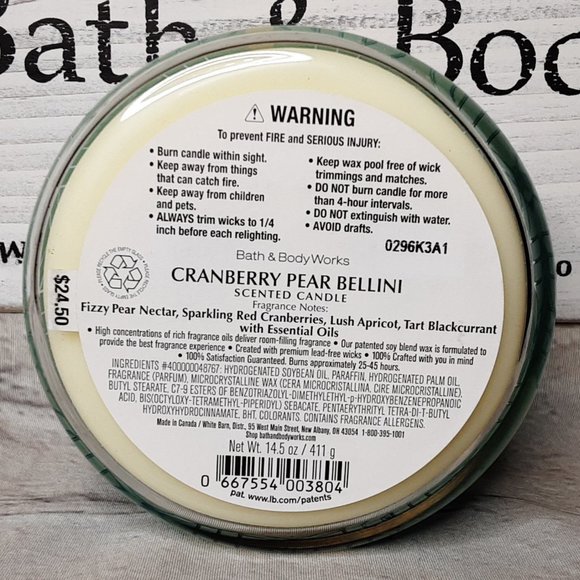 Bath & Bod
WARNING
To prevent FIRE and SERIOUS INJURY:
• Burn candle within sight.
• Keep away from things
that can catch fire.
• Keep away from children
and pets.
• ALWAYS trim wicks to 1/4
inch before each relighting.
• Keep wax pool free of wick
trimmings and matches.
• DO NOT burn candle for more
than 4-hour intervals.
• DO NOT extinguish with water.
• AVOID drafts.
0296K3A1
Bath & Body Works
CRANBERRY PEAR BELLINI
SCENTED CANDLE
Fragrance Notes:
Fizzy Pear Nectar, Sparkling Red Cranberries, Lush Apricot, Tart Blackcurrant
with Essential Oils
• High concentrations of rich fragrance oils deliver room-filling fragrance • Our patented soy blend wax is formulated to
provide the best fragrance experience • Created with premium lead-free wicks • 100% Crafted with you in mind
• 100% Satisfaction Guaranteed. Burns approximately 25-45 hours.
INGREDIENTS #400000048767: HYDROGENATED SOYBEAN OIL, PARAFFIN, HYDROGENATED PALM OIL,
FRAGRANCE (PARFUM), MICROCRYSTALLINE WAX (CERA MICROCRISTALLINA, CIRE MICROCRISTALLINE),
BUTYL STEARATE, C7-9 ESTERS OF BENZOTRIAZOLYL-DIMETHYLETHYL-p-HYDROXYBENZENEPROPANOIC
ACID, BIS(OCTYLOXY-TETRAMETHYL-PIPERIDYL) SEBACATE, PENTAERYTHRITYL TETRA-DI-T-BUTYL
HYDROXYHYDROCINNAMATE, BHT, COLORANTS. CONTAINS FRAGRANCE ALLERGENS.
Made in Canada / White Barn, Distr., 95 West Main Street, New Albany, OH 43054 1-800-395-1001
Shop bathandbodyworks.com
Net Wt. 14.5 oz / 411 g
0 667554 003804
pat. www.lb.com/patents
$24.50
PLEASE RECYCLE THE EMPTY GLASS